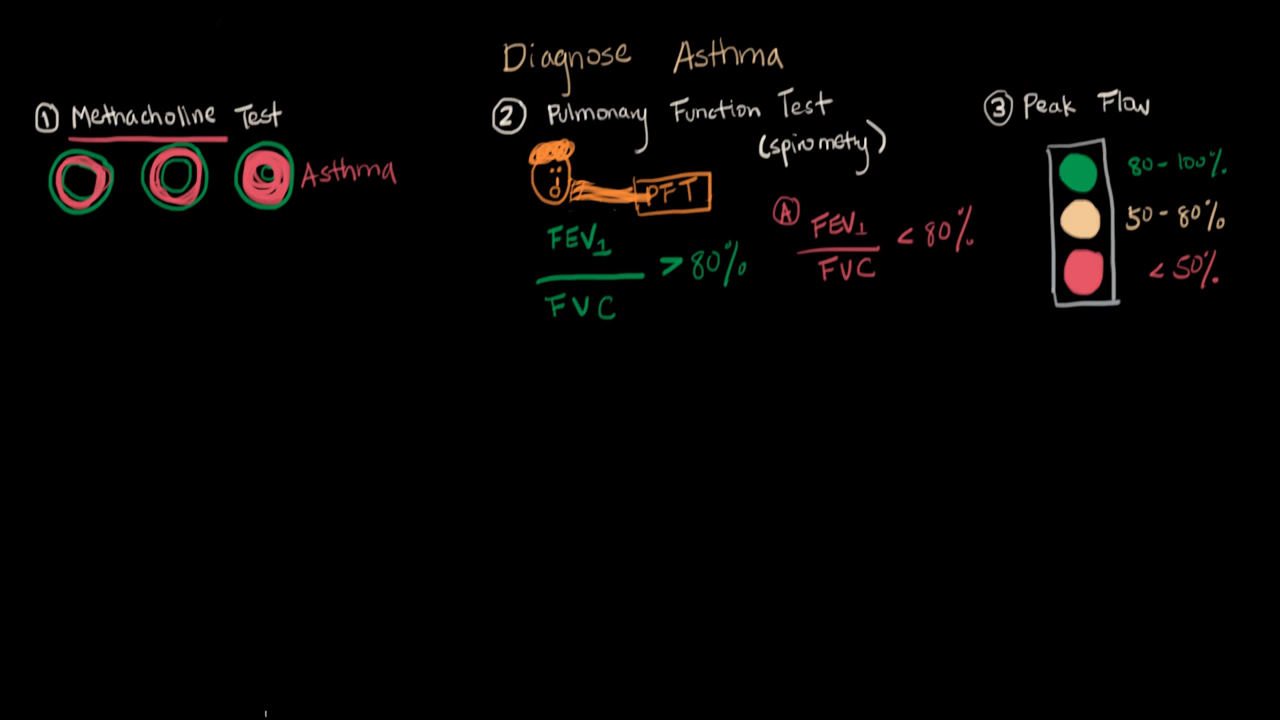 Diagnose Asthma
① Methacholine Test
Asthma
② Pulmonary Function Test
(spirometry)
PFT
FEV₁
FVC
> 80%
Ⓐ
FEV₁
FVC
< 80%
③ Peak Flow
80-100%
50-80%
< 50%